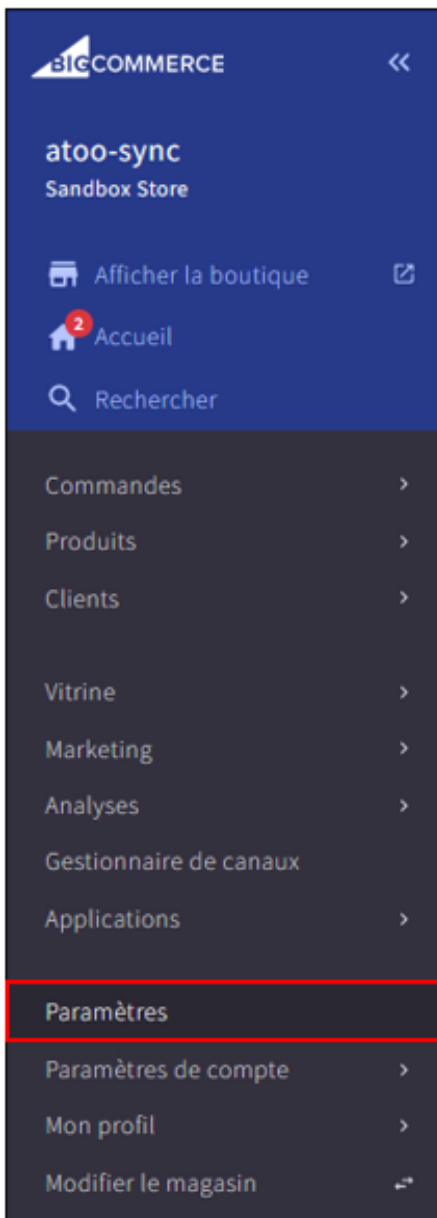 BIGCOMMERCE
atoo-sync
Sandbox Store
Afficher la boutique
2
Accueil
Rechercher
Commandes
Produits
Clients
Vitrine
Marketing
Analyses
Gestionnaire de canaux
Applications
Paramètres
Paramètres de compte
Mon profil
Modifier le magasin